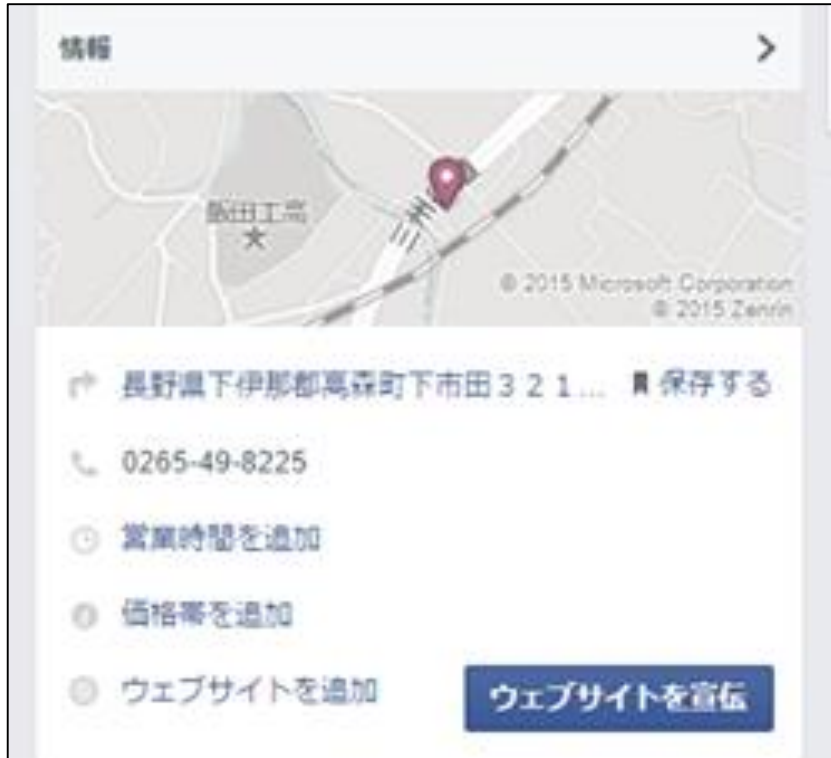 情報
飯田工高
© 2015 Microsoft Corporation
© 2015 Zenrin
長野県下伊那郡高森町下市田３２１... 保存する
0265-49-8225
営業時間を追加
価格帯を追加
ウェブサイトを追加 ウェブサイトを宣伝